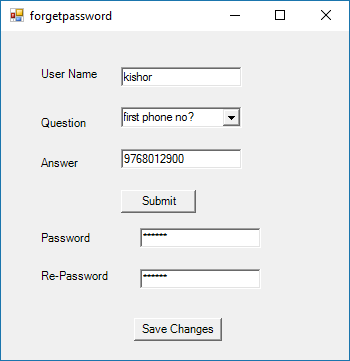 forgetpassword
User Name kishor
Question first phone no?
Answer 9768012900
Submit
Password ******
Re-Password ******
Save Changes